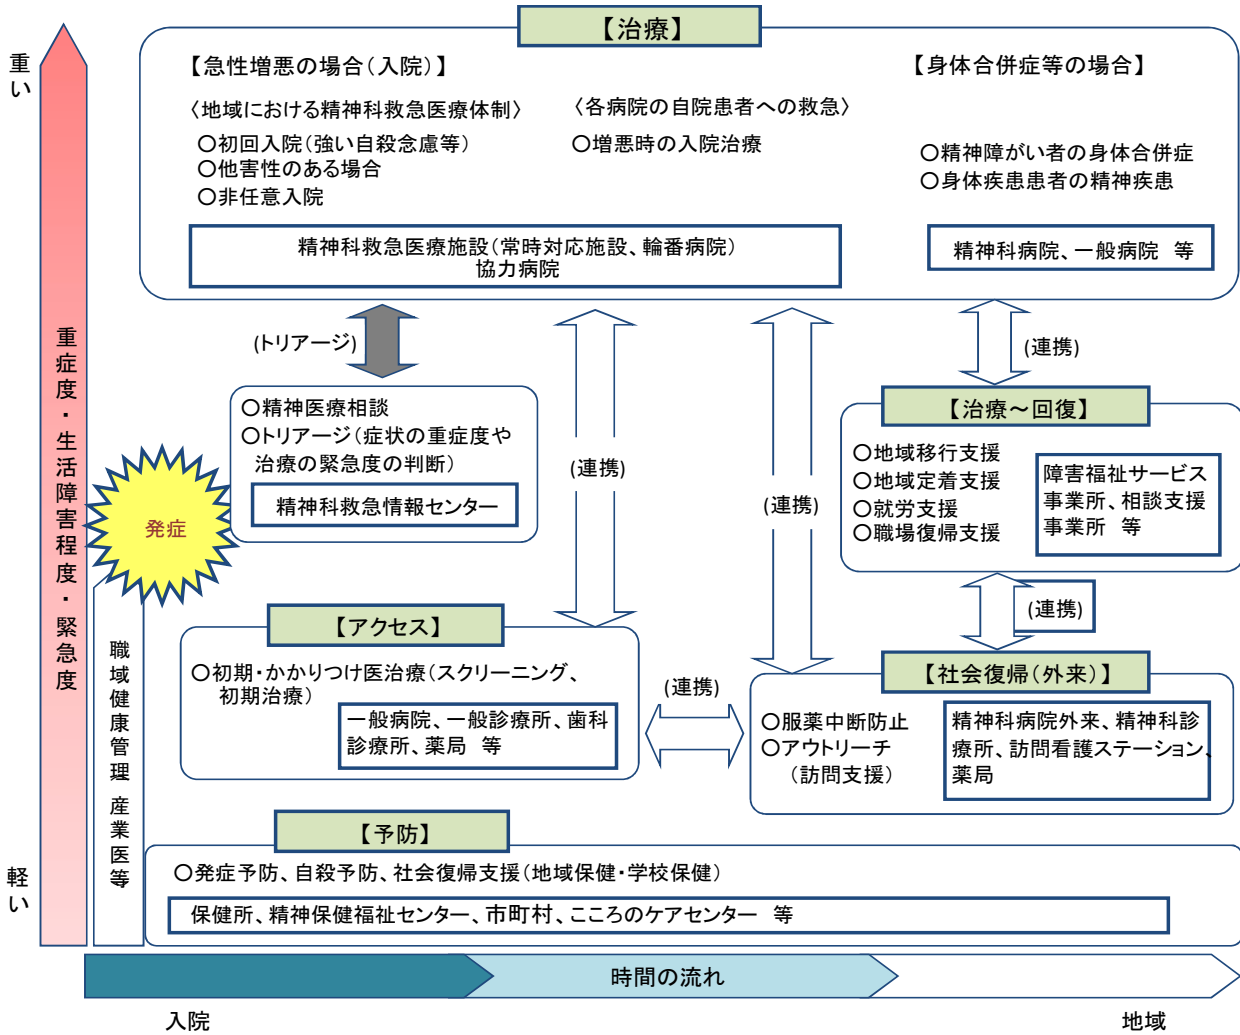 【治療】
重い
【急性増悪の場合(入院)】
〈地域における精神科救急医療体制〉
○初回入院(強い自殺念慮等)
○他害性のある場合
○非任意入院
〈各病院の自院患者への救急〉
○増悪時の入院治療
【身体合併症等の場合】
○精神障がい者の身体合併症
○身体疾患患者の精神疾患
精神科救急医療施設(常時対応施設、輪番病院)
協力病院
精神科病院、一般病院 等
(トリアージ)
(連携)
重症度・生活障害程度・緊急度
○精神医療相談
○トリアージ(症状の重症度や
治療の緊急度の判断)
精神科救急情報センター
発症
(連携)
(連携)
【治療～回復】
○地域移行支援
○地域定着支援
○就労支援
○職場復帰支援
障害福祉サービス
事業所、相談支援
事業所 等
(連携)
【アクセス】
○初期・かかりつけ医治療(スクリーニング、
初期治療)
一般病院、一般診療所、歯科
診療所、薬局 等
(連携)
【社会復帰(外来)】
○服薬中断防止
○アウトリーチ
(訪問支援)
精神科病院外来、精神科診
療所、訪問看護ステーション、
薬局
職域健康管理 産業医等
【予防】
○発症予防、自殺予防、社会復帰支援(地域保健・学校保健)
保健所、精神保健福祉センター、市町村、こころのケアセンター 等
軽い
時間の流れ
入院
地域